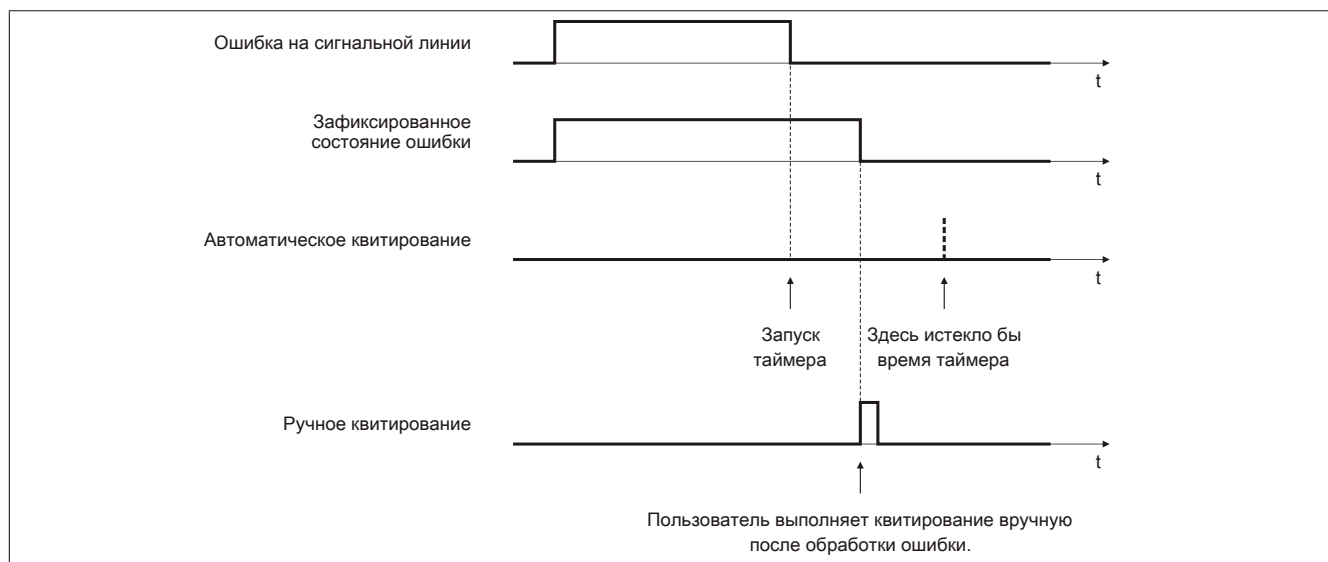 Ошибка на сигнальной линии
t
Зафиксированное
состояние ошибки
t
Автоматическое квитирование
t
Запуск
таймера
Здесь истекло бы
время таймера
Ручное квитирование
t
Пользователь выполняет квитирование вручную
после обработки ошибки.